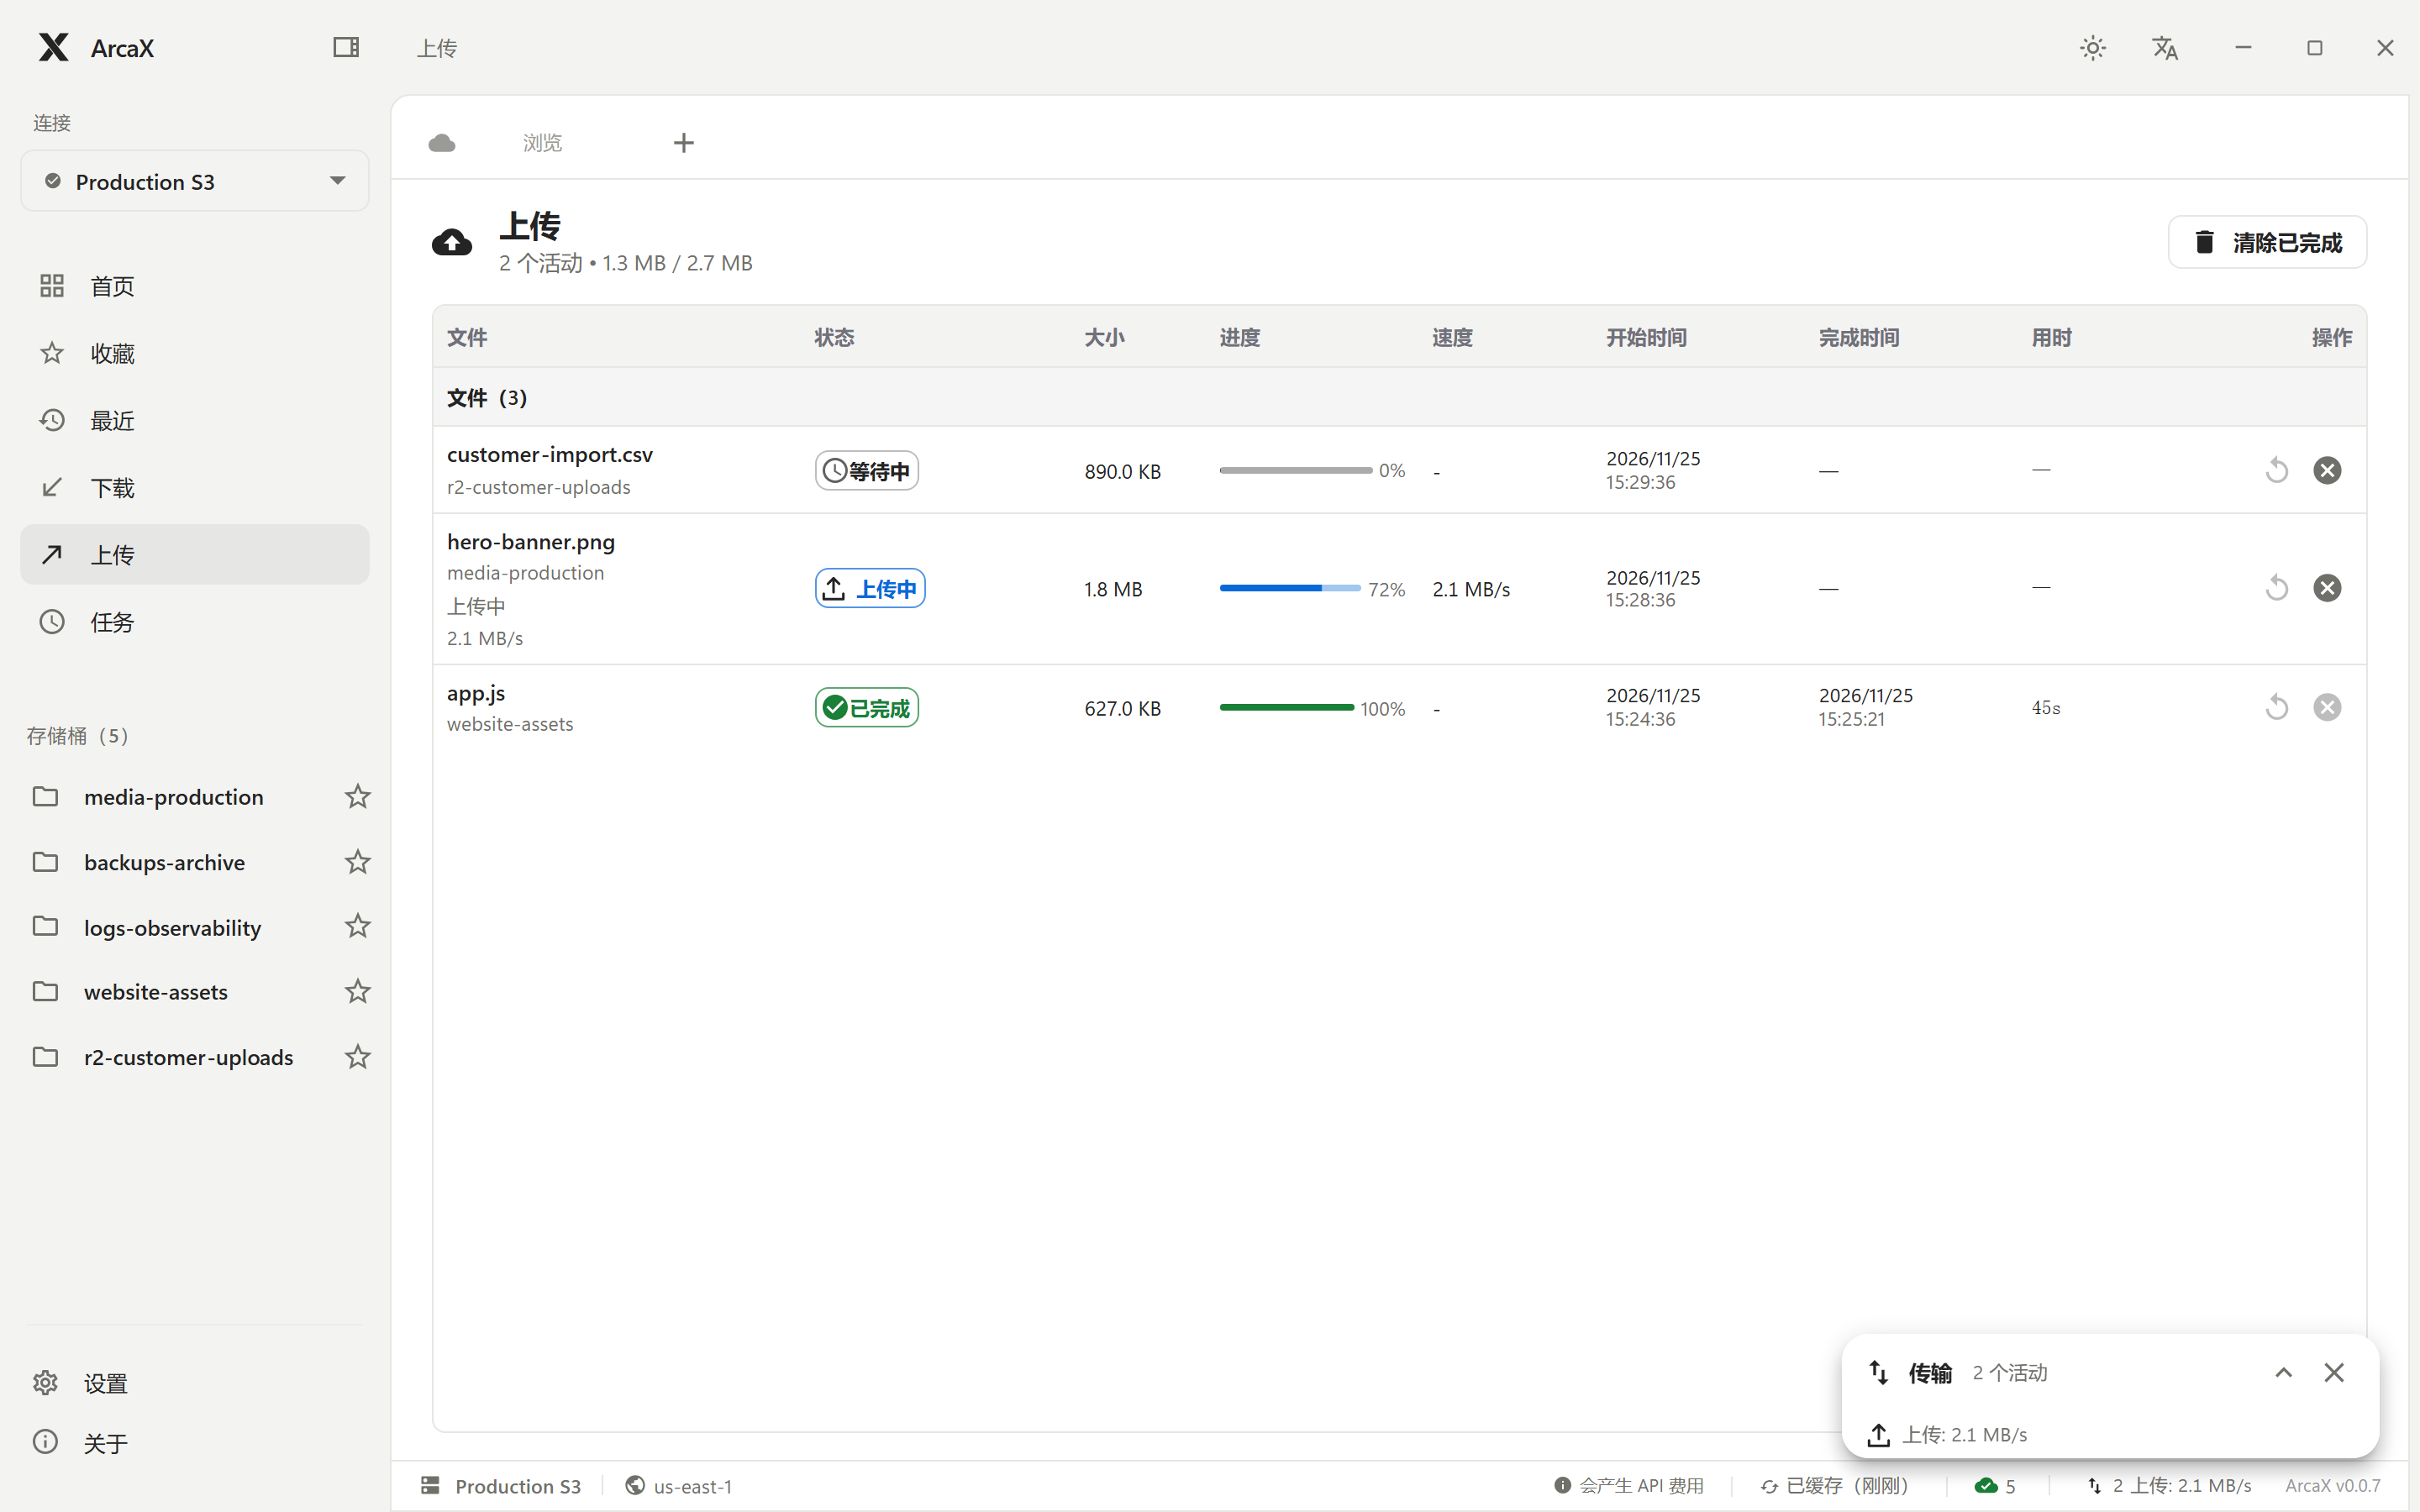 ArcaX
上传
连接
Production S3
首页
收藏
最近
下载
上传
任务
存储桶（5）
media-production
backups-archive
logs-observability
website-assets
r2-customer-uploads
设置
关于
浏览
上传
2 个活动 • 1.3 MB / 2.7 MB
清除已完成
文件 状态 大小 进度 速度 开始时间 完成时间 用时 操作
文件（3）
customer-import.csv
r2-customer-uploads
等待中
890.0 KB
0%
-
2026/11/25
15:29:36
—
—
hero-banner.png
media-production
上传中
2.1 MB/s
上传中
1.8 MB
72%
2.1 MB/s
2026/11/25
15:28:36
—
—
app.js
website-assets
已完成
627.0 KB
100%
-
2026/11/25
15:24:36
2026/11/25
15:25:21
45s
传输 2 个活动
上传: 2.1 MB/s
Production S3
us-east-1
会产生 API 费用
已缓存（刚刚）
5
2 上传: 2.1 MB/s
ArcaX v0.0.7